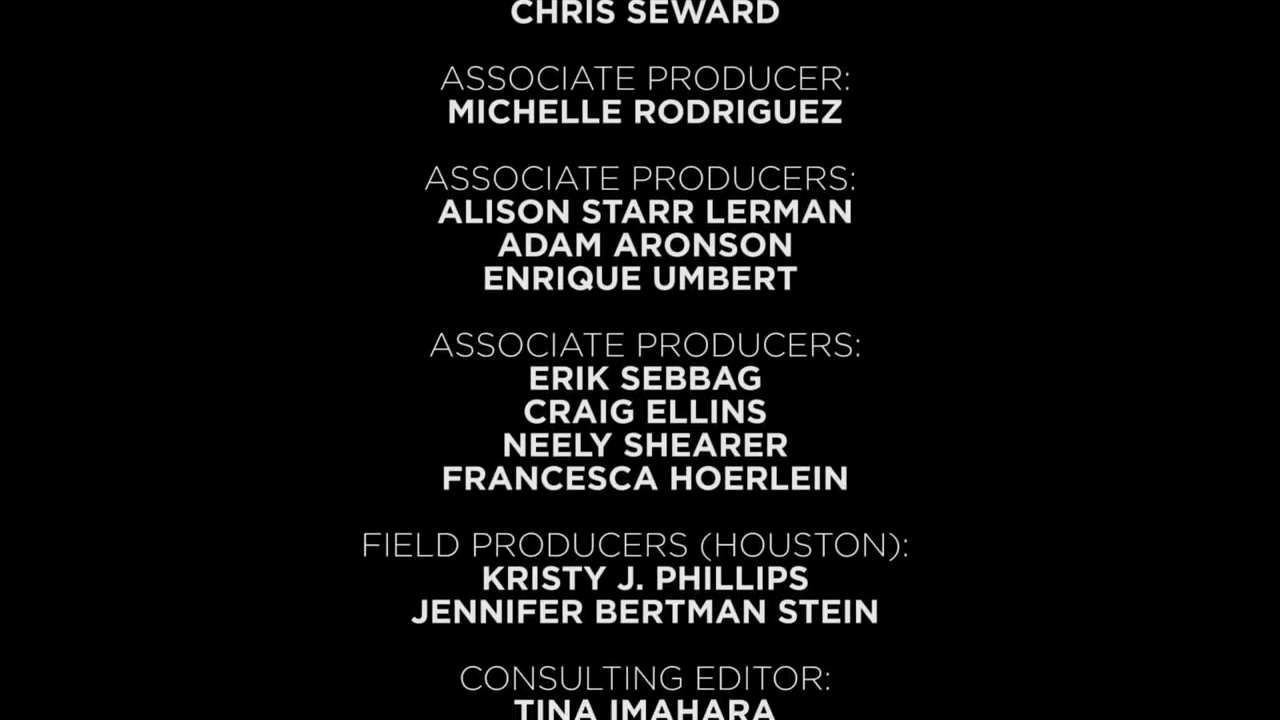 CHRIS SEWARD
ASSOCIATE PRODUCER:
MICHELLE RODRIGUEZ
ASSOCIATE PRODUCERS:
ALISON STARR LERMAN
ADAM ARONSON
ENRIQUE UMBERT
ASSOCIATE PRODUCERS:
ERIK SEBBAG
CRAIG ELLINS
NEELY SHEARER
FRANCESCA HOERLEIN
FIELD PRODUCERS (HOUSTON):
KRISTY J. PHILLIPS
JENNIFER BERTMAN STEIN
CONSULTING EDITOR:
TINA IMAHARA